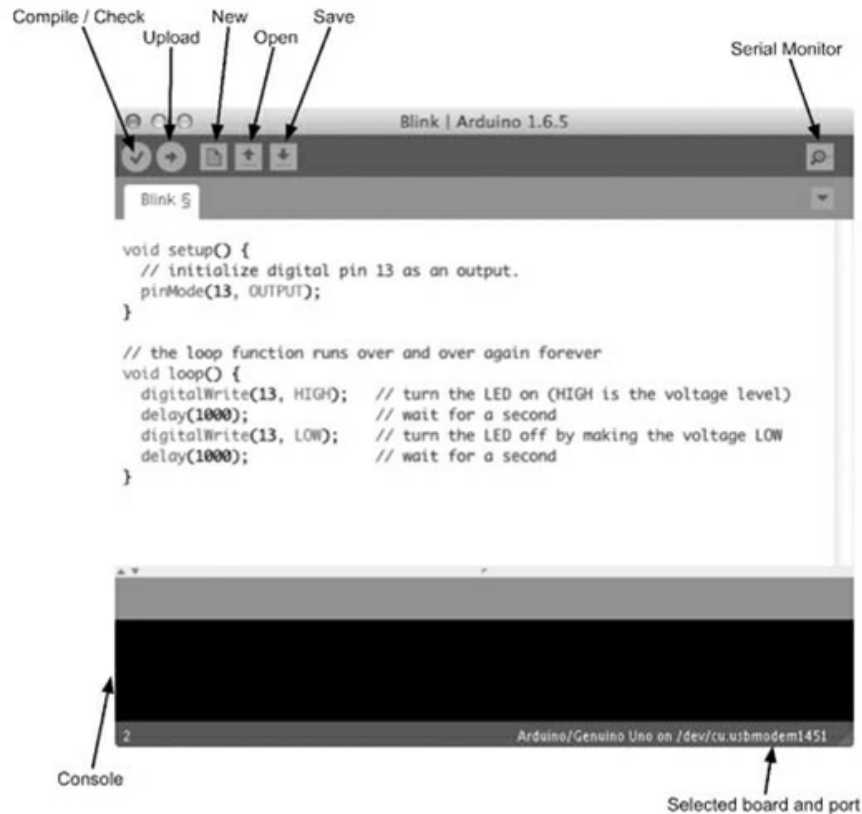 Compile / Check
New
Save
Upload
Open
Serial Monitor
Blink | Arduino 1.6.5
Blink §
void setup() {
  // initialize digital pin 13 as an output.
  pinMode(13, OUTPUT);
}
// the loop function runs over and over again forever
void loop() {
  digitalWrite(13, HIGH);   // turn the LED on (HIGH is the voltage level)
  delay(1000);              // wait for a second
  digitalWrite(13, LOW);    // turn the LED off by making the voltage LOW
  delay(1000);              // wait for a second
}
2
Arduino/Genuino Uno on /dev/cu.usbmodem1451
Console
Selected board and port